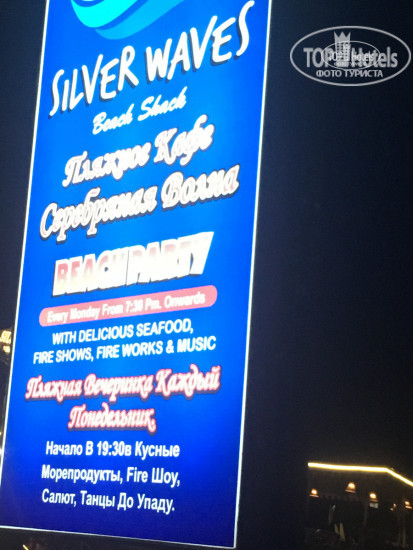 SILVER WAVES
Beach Shack
Пляжное Кафе
Серебряная Волна
BEACH PARTY
Every Monday From 7:30 Pm. Onwards
WITH DELICIOUS SEAFOOD,
FIRE SHOWS, FIRE WORKS & MUSIC
Пляжная Вечеринка Каждый
Понедельник.
Начало В 19:30в Кусные
Морепродукты, Fire Шоу,
Салют, Танцы До Упаду.
TOPHotels
ФОТО ТУРИСТА